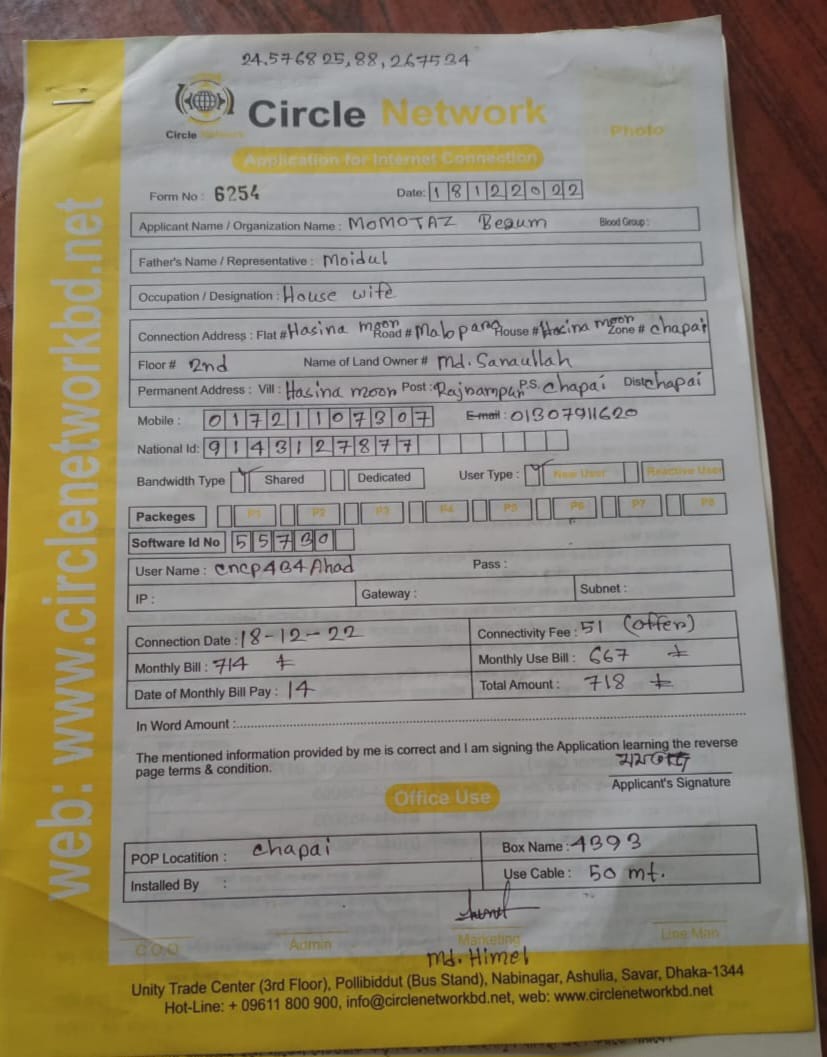 24.576825,88,267534
Circle Network
Circle Network
Photo
Application for Internet Connection
Form No : 6254 Date: 18122022
Applicant Name / Organization Name : MOMOTAZ Begum Blood Group :
Father's Name / Representative : Moidul
Occupation / Designation : House wife
Connection Address : Flat # Hasina moon Road # Malopara House # Hasina moon Zone # chapai
Floor # 2nd Name of Land Owner # Md. Sanaullah
Permanent Address : Vill : Hasina moon Post : Rajarampur P.S. chapai Dist: chapai
Mobile : 01721107307 E-mail : 01307911620
National Id: 9143127877
Bandwidth Type Shared Dedicated User Type : New User Reactive User
Packeges P1 P2 P3 P4 P5 P6 P7 P8
Software Id No 55730
User Name : cncp434Ahad Pass :
IP : Gateway : Subnet :
Connection Date : 18-12-22 Connectivity Fee : 51 (offer)
Monthly Bill : 714 Monthly Use Bill : 667
Date of Monthly Bill Pay : 14 Total Amount : 718
In Word Amount :
The mentioned information provided by me is correct and I am signing the Application learning the reverse
page terms & condition.
মমতাজ
Applicant's Signature
Office Use
POP Locatition : chapai Box Name : 4393
Installed By : Use Cable : 50 mt.
C.O.O Admin Marketing Line Man
Md. Himel
Unity Trade Center (3rd Floor), Pollibiddut (Bus Stand), Nabinagar, Ashulia, Savar, Dhaka-1344
Hot-Line: + 09611 800 900, info@circlenetworkbd.net, web: www.circlenetworkbd.net
web: www.circlenetworkbd.net